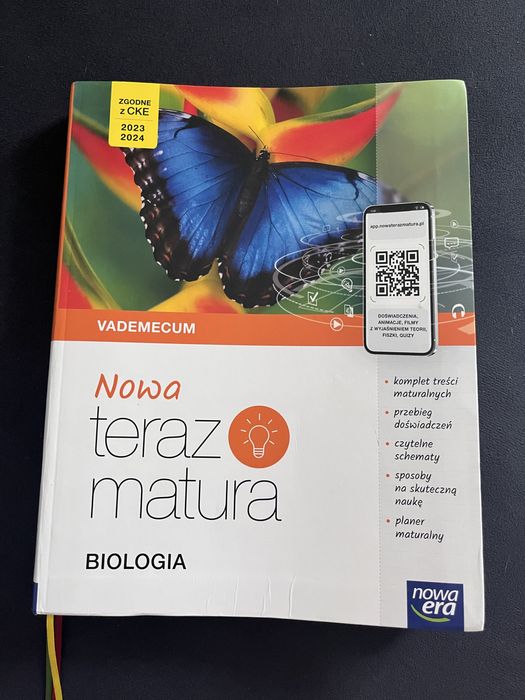 ZGODNE
z CKE
2023
2024
app.nowaterazmatura.pl
DOŚWIADCZENIA,
ANIMACJE, FILMY
Z WYJAŚNIENIEM TEORII,
FISZKI, QUIZY
VADEMECUM
Nowa
teraz
matura
BIOLOGIA
• komplet treści
maturalnych
• przebieg
doświadczeń
• czytelne
schematy
• sposoby
na skuteczną
naukę
• planer
maturalny
nowa
era